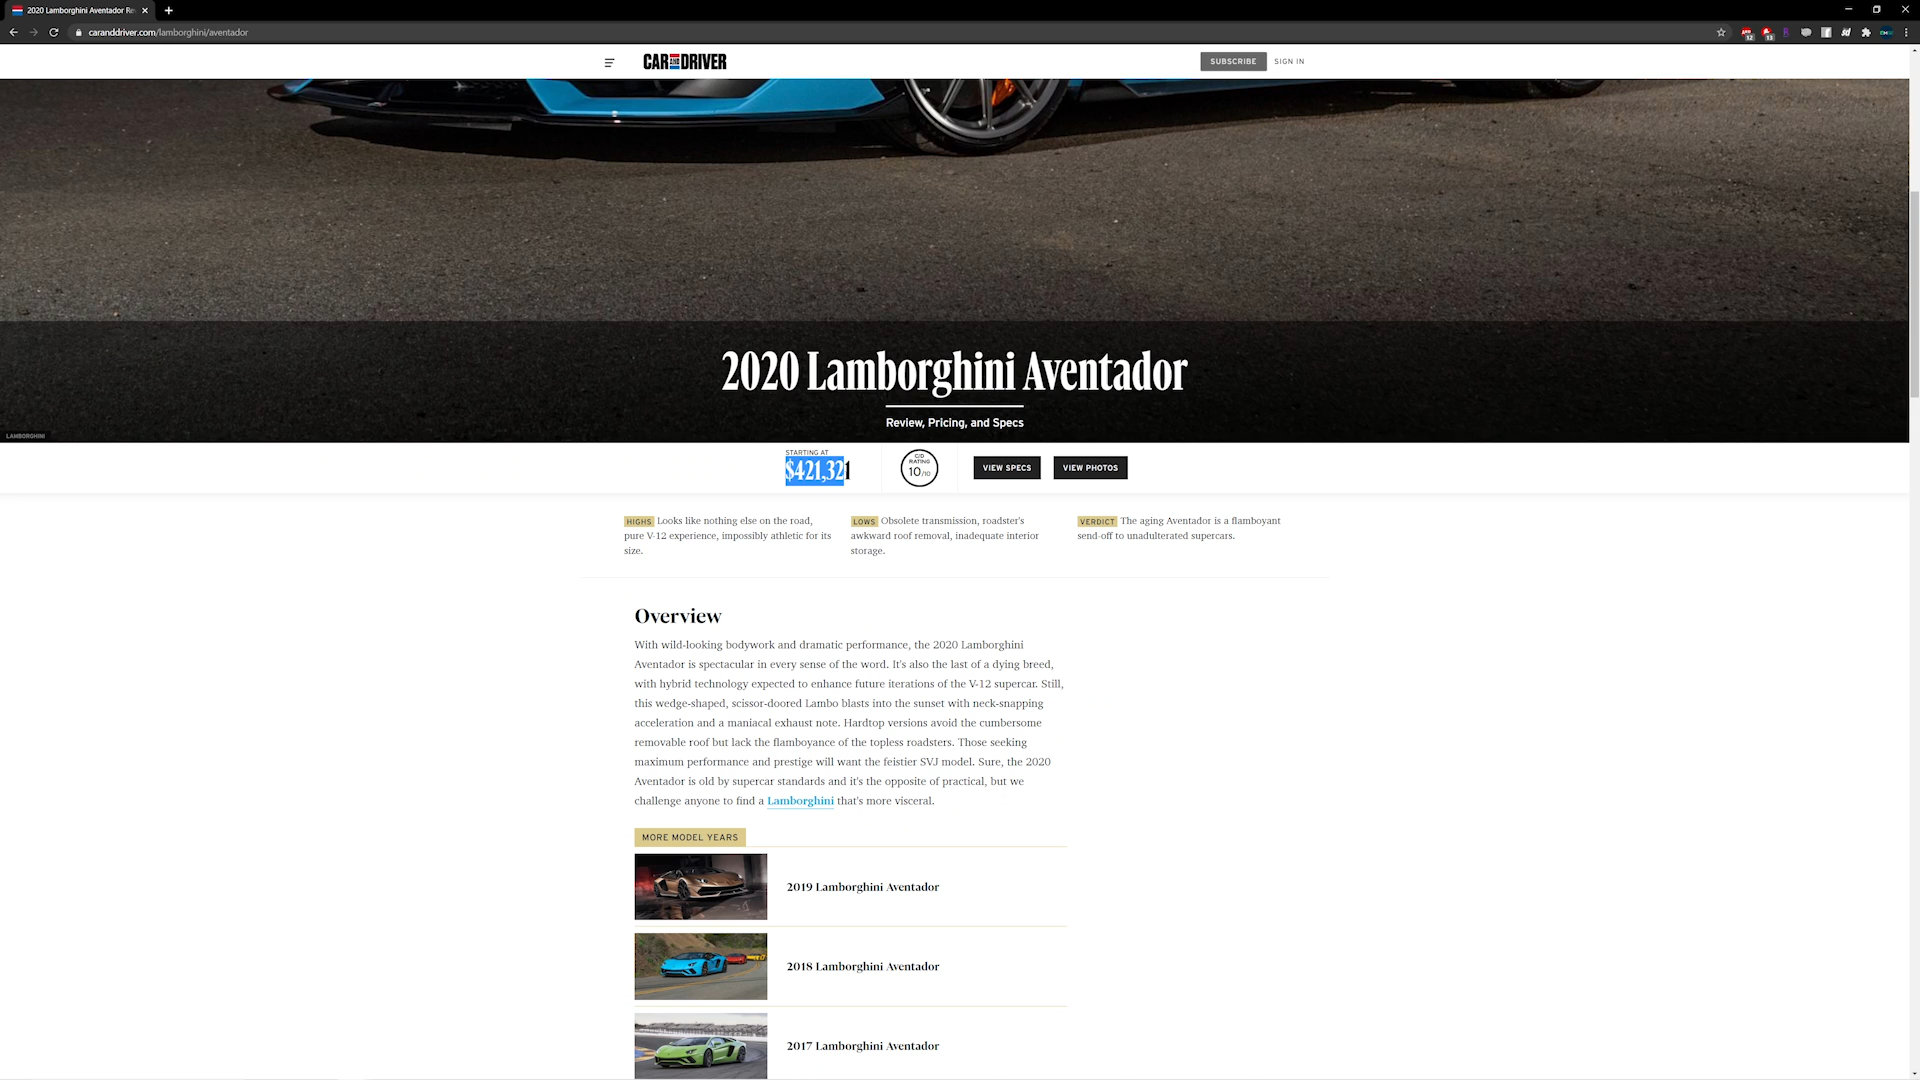 2020 Lamborghini Aventador Re
caranddriver.com/lamborghini/aventador
12
13
CAR AND DRIVER
SUBSCRIBE
SIGN IN
2020 Lamborghini Aventador
Review, Pricing, and Specs
LAMBORGHINI
STARTING AT
$421,321
C/D
RATING
10/10
VIEW SPECS
VIEW PHOTOS
HIGHS Looks like nothing else on the road,
pure V-12 experience, impossibly athletic for its
size.
LOWS Obsolete transmission, roadster's
awkward roof removal, inadequate interior
storage.
VERDICT The aging Aventador is a flamboyant
send-off to unadulterated supercars.
Overview
With wild-looking bodywork and dramatic performance, the 2020 Lamborghini
Aventador is spectacular in every sense of the word. It's also the last of a dying breed,
with hybrid technology expected to enhance future iterations of the V-12 supercar. Still,
this wedge-shaped, scissor-doored Lambo blasts into the sunset with neck-snapping
acceleration and a maniacal exhaust note. Hardtop versions avoid the cumbersome
removable roof but lack the flamboyance of the topless roadsters. Those seeking
maximum performance and prestige will want the feistier SVJ model. Sure, the 2020
Aventador is old by supercar standards and it's the opposite of practical, but we
challenge anyone to find a Lamborghini that's more visceral.
MORE MODEL YEARS
2019 Lamborghini Aventador
2018 Lamborghini Aventador
2017 Lamborghini Aventador